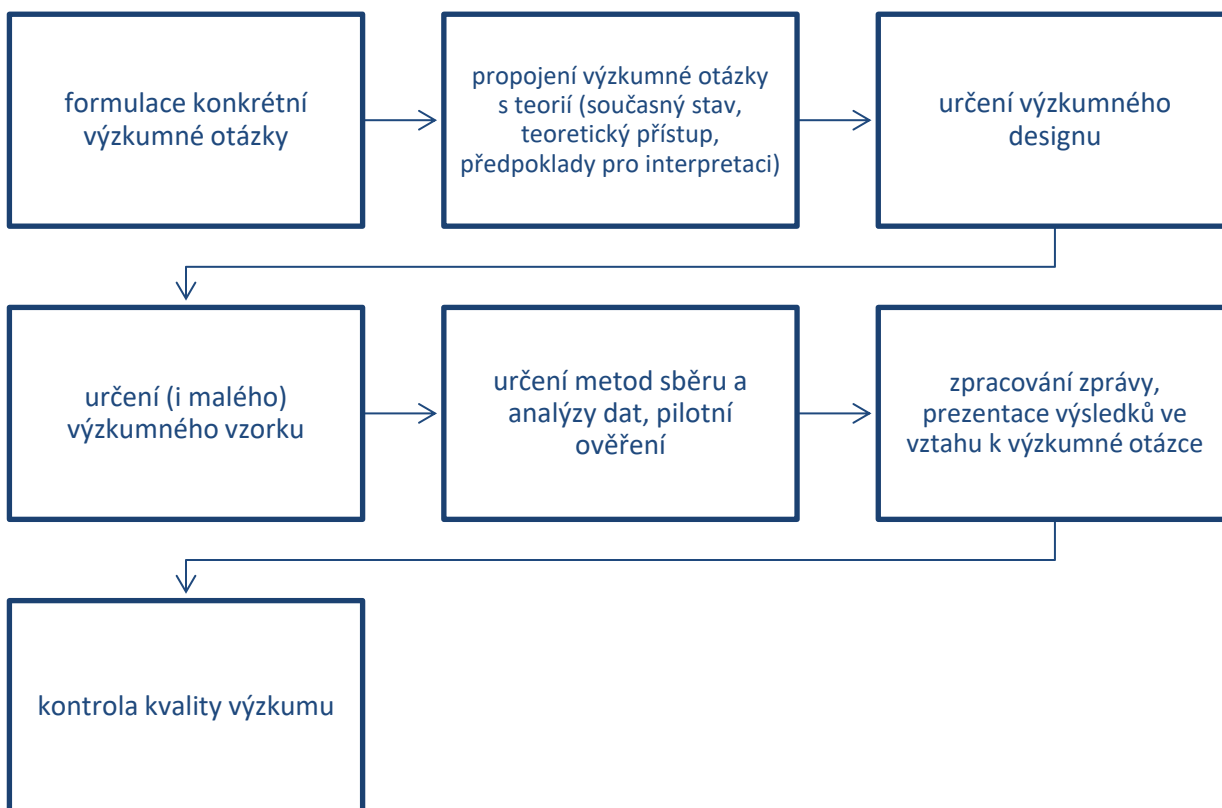 formulace konkrétní
výzkumné otázky
propojení výzkumné otázky
s teorií (současný stav,
teoretický přístup,
předpoklady pro interpretaci)
určení výzkumného
designu
určení (i malého)
výzkumného vzorku
určení metod sběru a
analýzy dat, pilotní
ověření
zpracování zprávy,
prezentace výsledků ve
vztahu k výzkumné otázce
kontrola kvality výzkumu